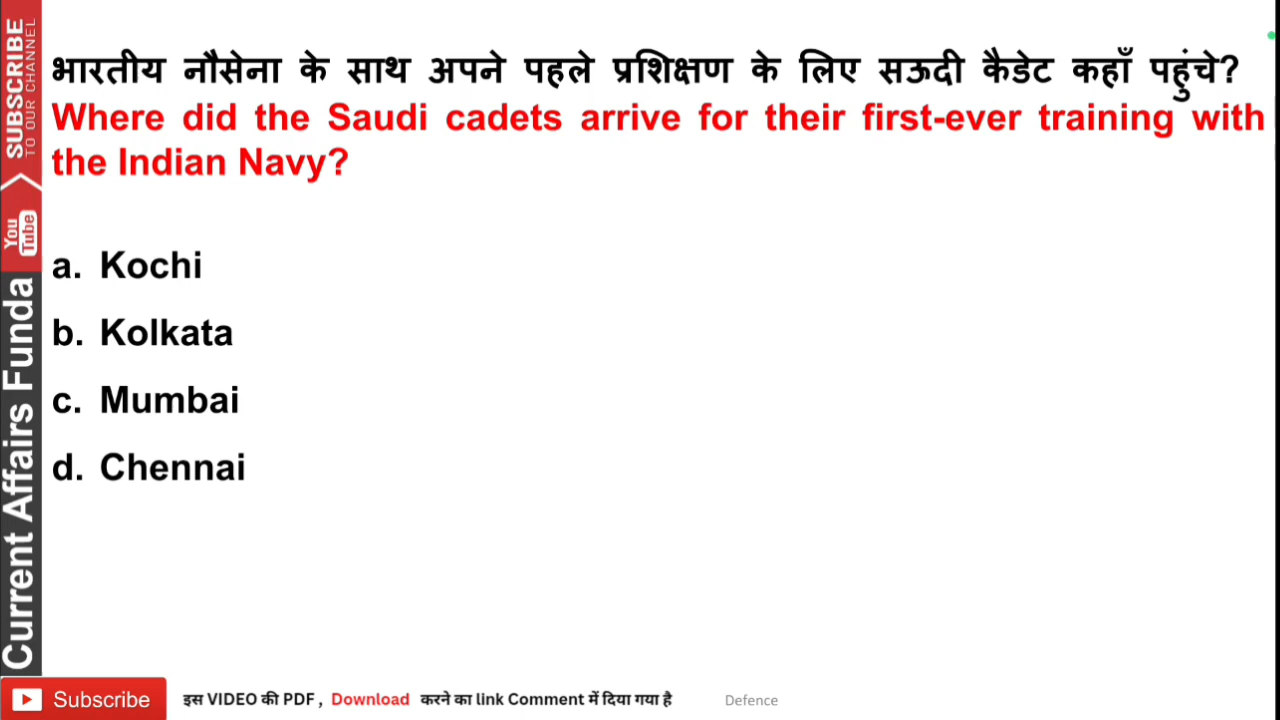 भारतीय नौसेना के साथ अपने पहले प्रशिक्षण के लिए सऊदी कैडेट कहाँ पहुंचे?
Where did the Saudi cadets arrive for their first-ever training with
the Indian Navy?
a. Kochi
b. Kolkata
c. Mumbai
d. Chennai
SUBSCRIBE
TO OUR CHANNEL
You Tube
Current Affairs Funda
Subscribe इस VIDEO की PDF , Download करने का link Comment में दिया गया है Defence